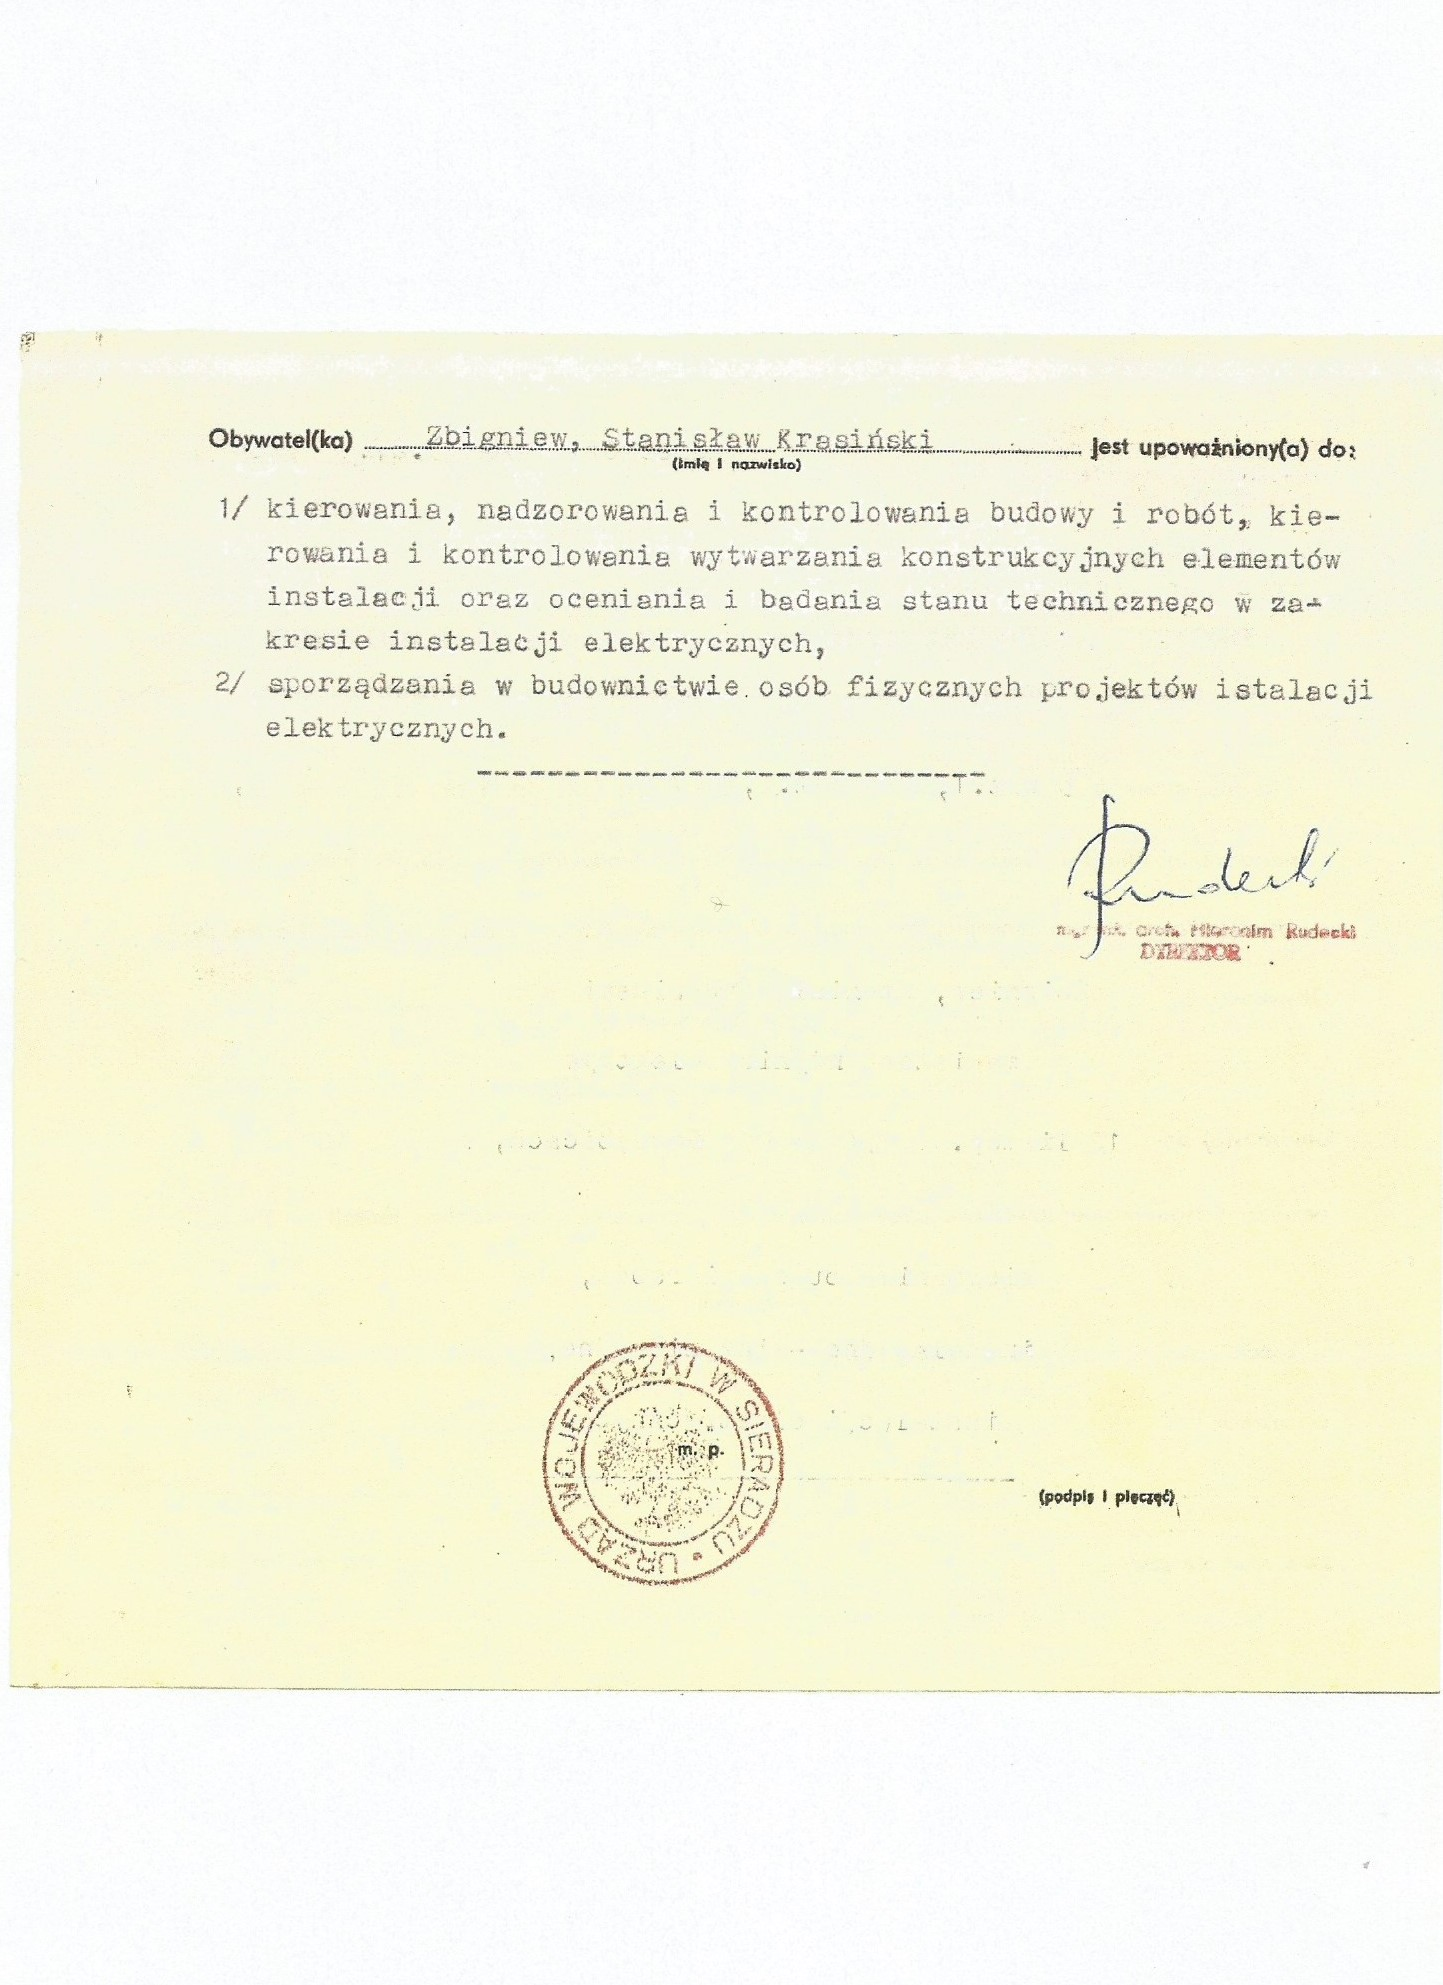 Obywatel(ka) Zbigniew, Stanisław Krasiński jest upoważniony(a) do:
(imię i nazwisko)
1/ kierowania, nadzorowania i kontrolowania budowy i robót, kie-
rowania i kontrolowania wytwarzania konstrukcyjnych elementów
instalacji oraz oceniania i badania stanu technicznego w za-
kresie instalacji elektrycznych,
2/ sporządzania w budownictwie osób fizycznych projektów istalacji
elektrycznych.
Rudecki
arch. Hieronim Rudecki
DYREKTOR
URZĄD WOJEWÓDZKI W SIERADZU
m. p.
(podpis i pieczęć)